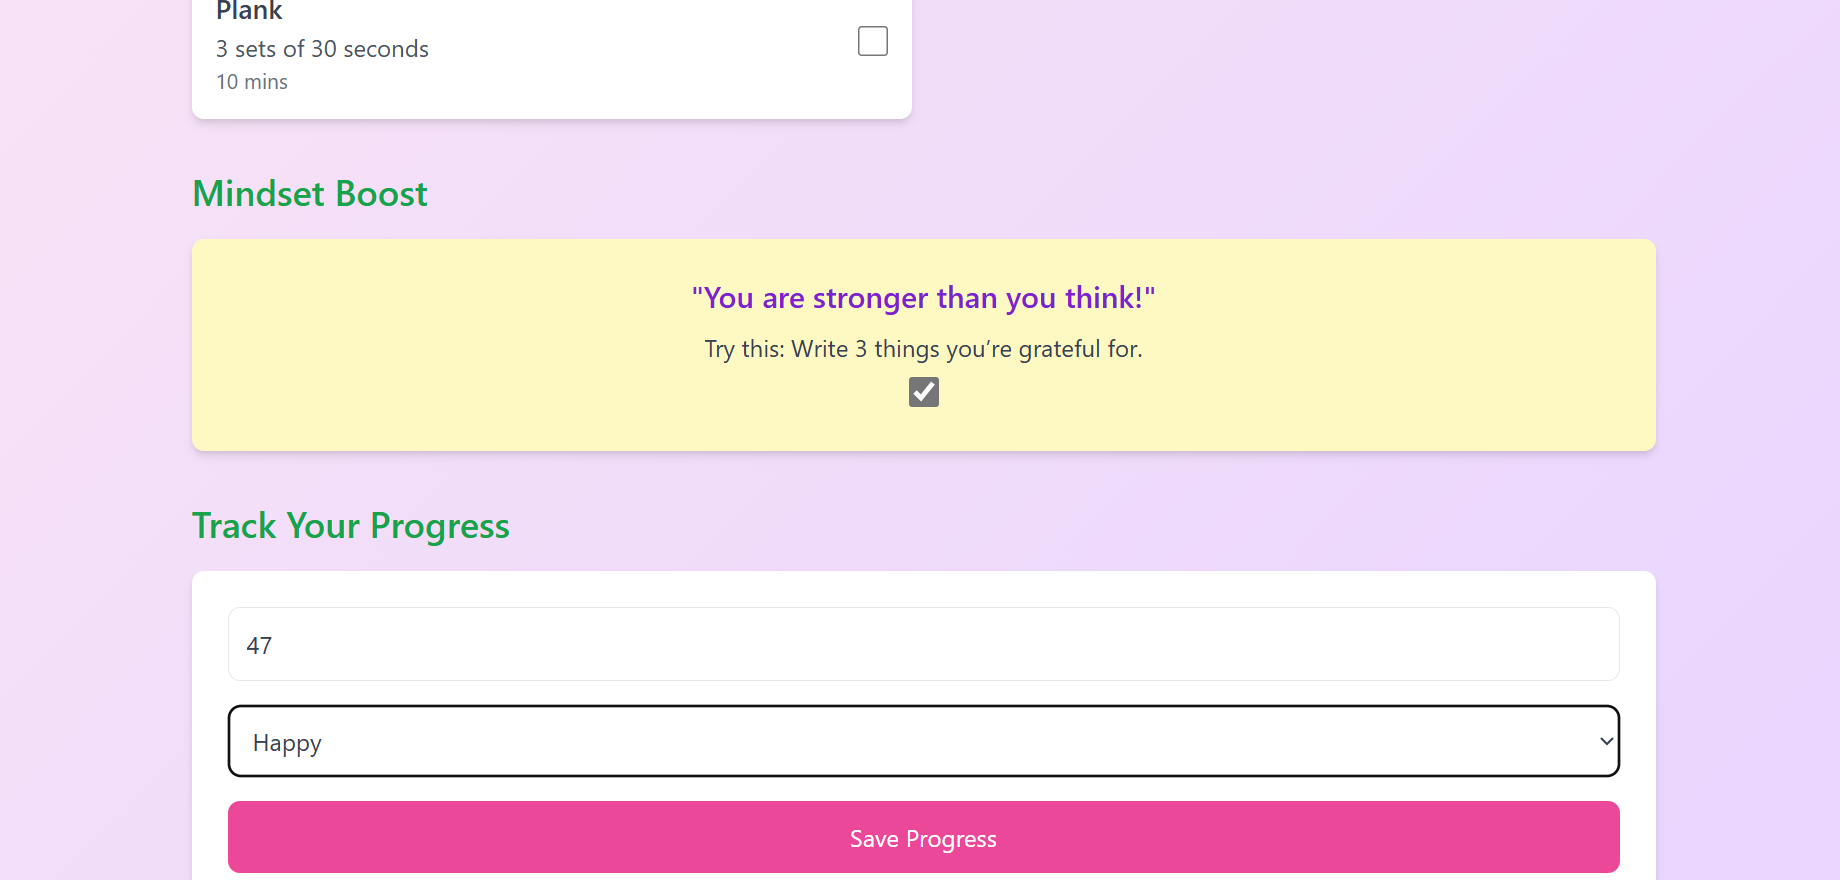 Plank
3 sets of 30 seconds
10 mins
Mindset Boost
"You are stronger than you think!"
Try this: Write 3 things you’re grateful for.
Track Your Progress
47
Happy
Save Progress